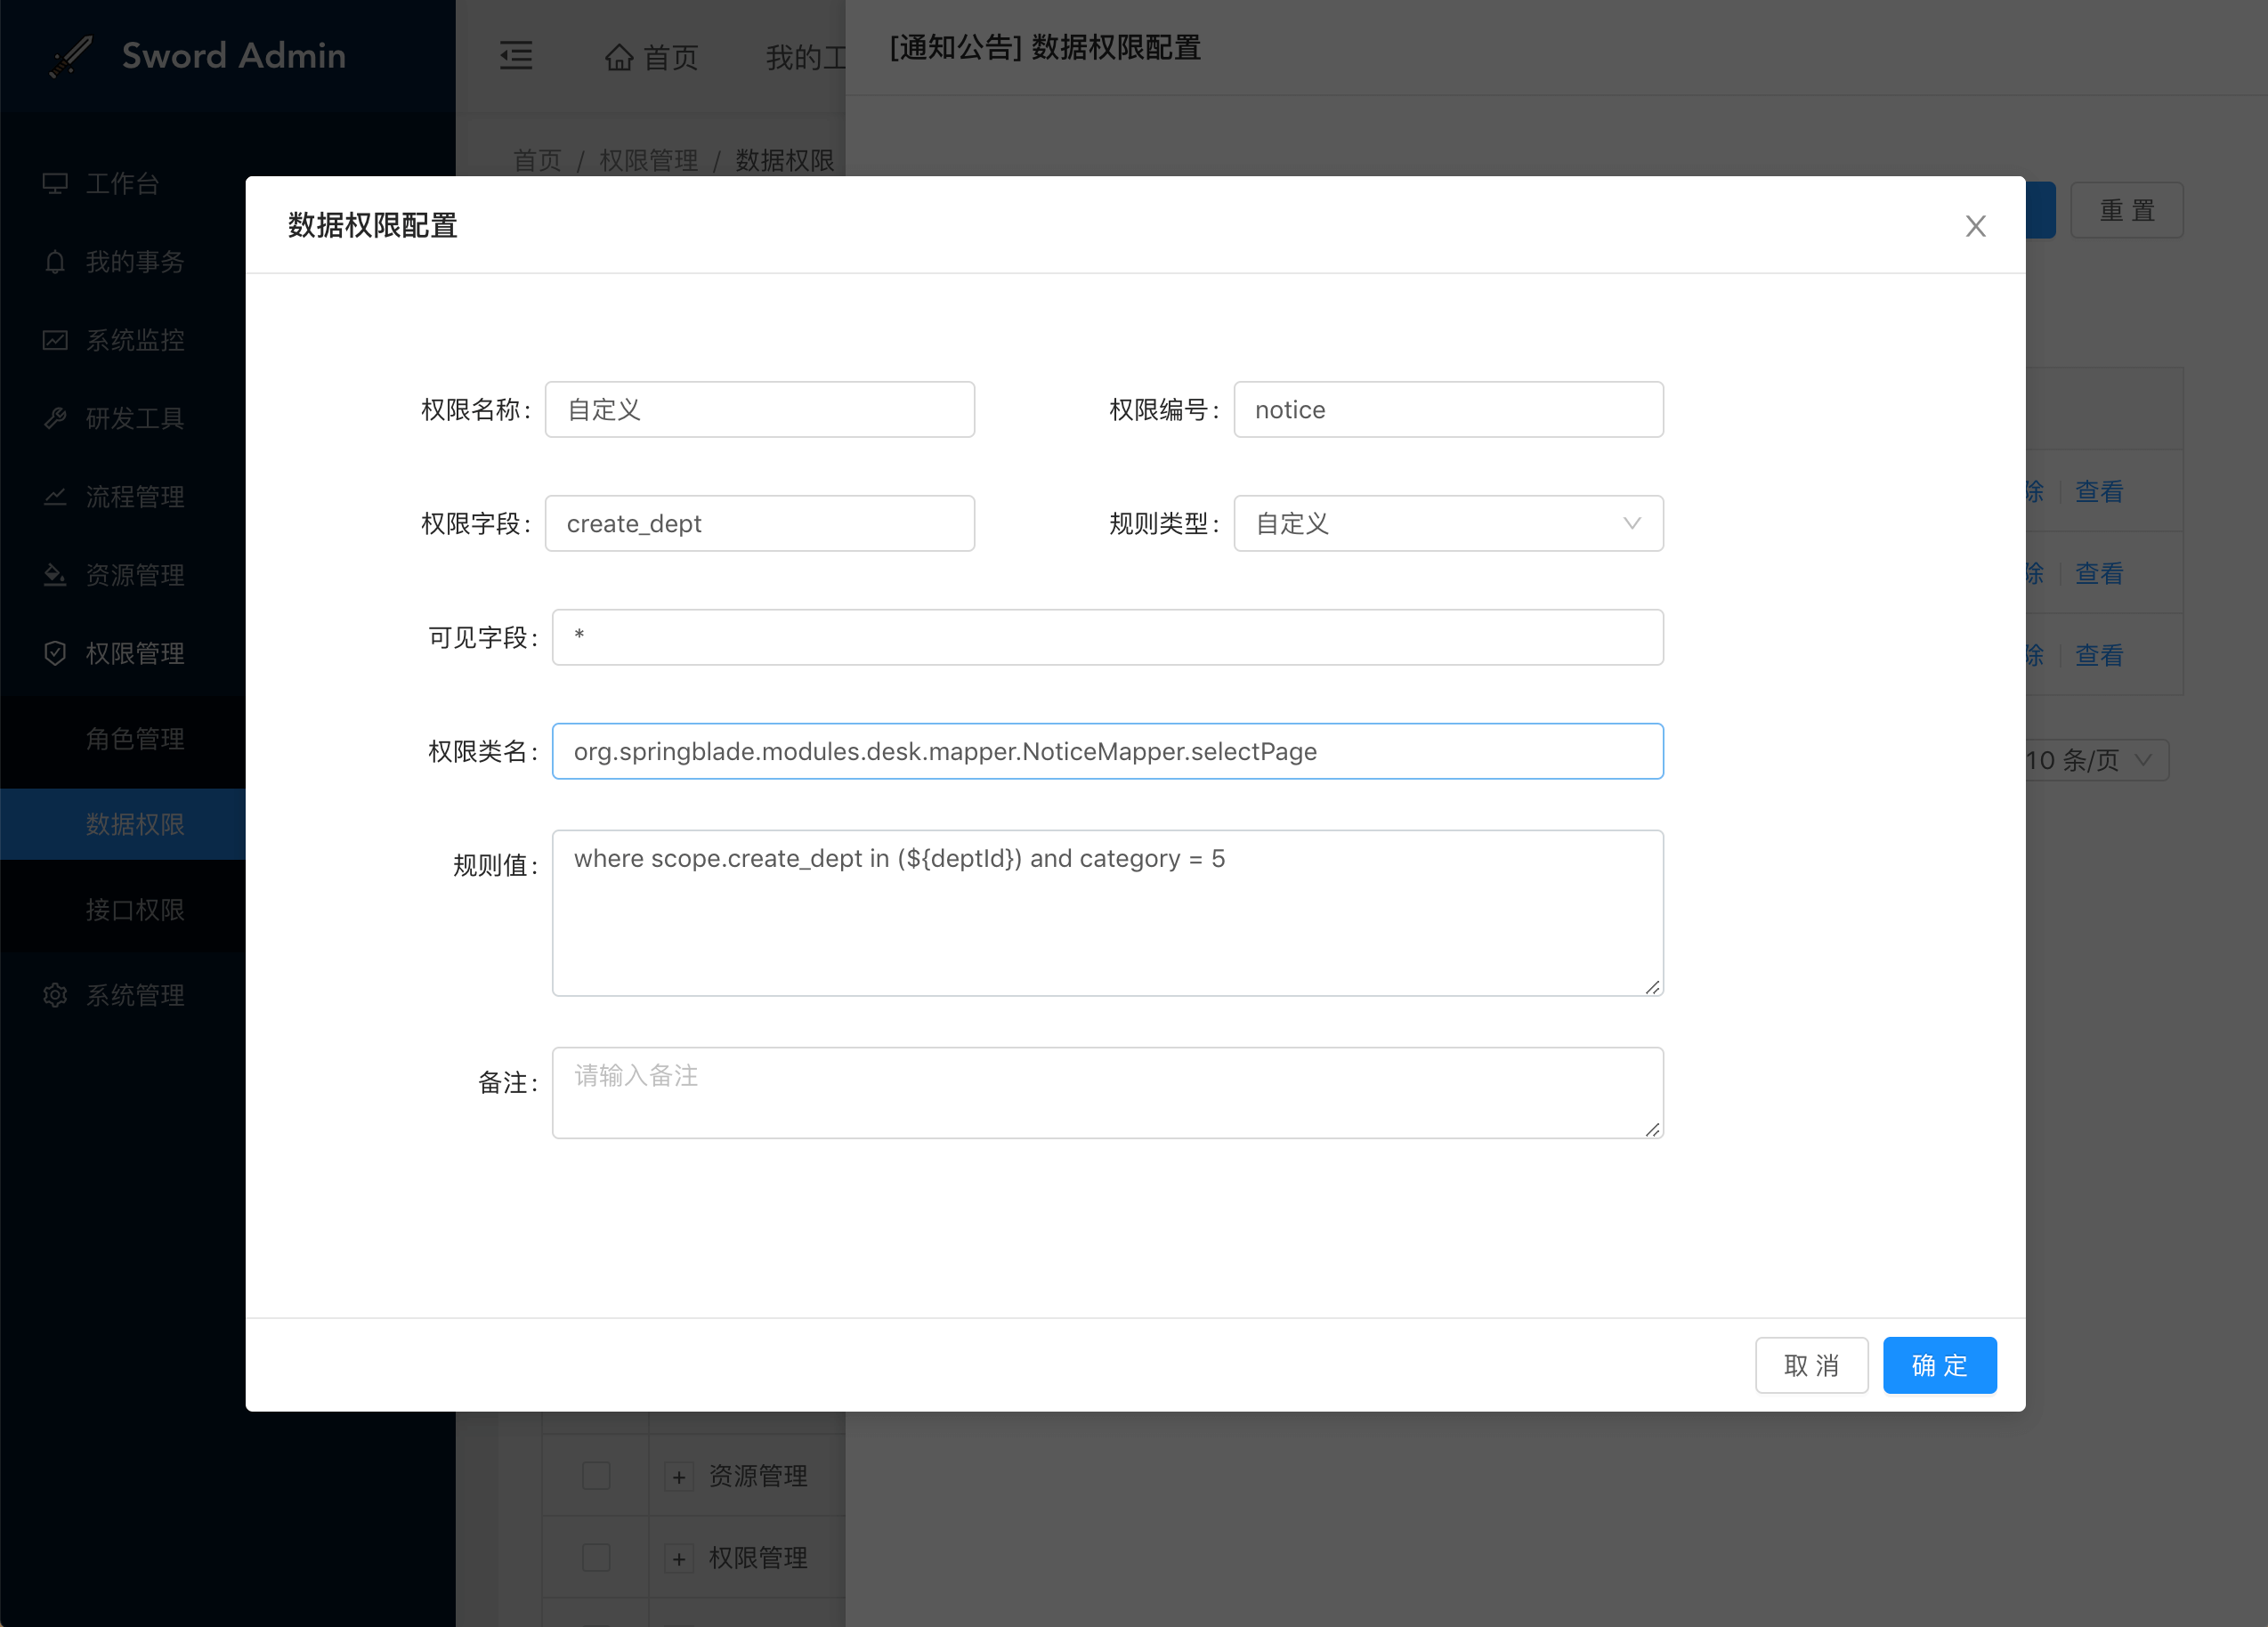 Sword Admin
首页
我的工
[通知公告] 数据权限配置
首页 / 权限管理 / 数据权限
重 置
工作台
我的事务
系统监控
研发工具
流程管理
资源管理
权限管理
角色管理
数据权限
接口权限
系统管理
数据权限配置
权限名称: 自定义
权限编号: notice
权限字段: create_dept
规则类型: 自定义
可见字段: *
权限类名: org.springblade.modules.desk.mapper.NoticeMapper.selectPage
规则值: where scope.create_dept in (${deptId}) and category = 5
备注: 请输入备注
取 消
确 定
除 查看
除 查看
除 查看
10 条/页
资源管理
权限管理